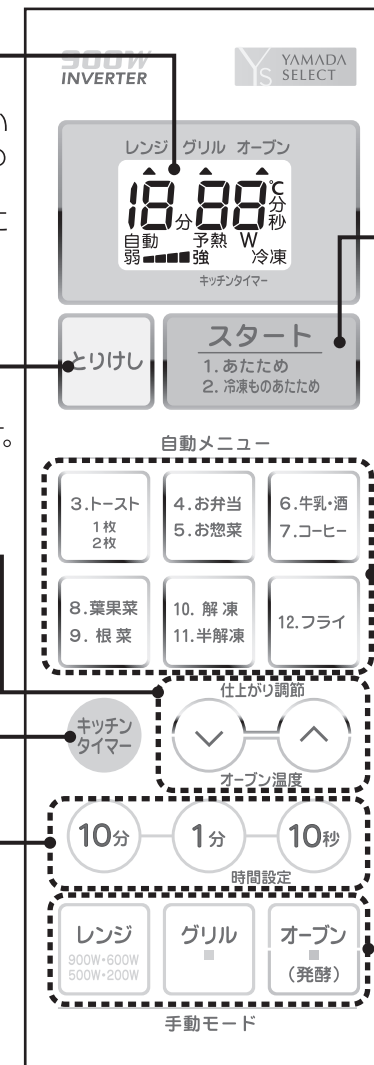 900W
INVERTER
YS YAMADA
SELECT
い
の
に
す。
レンジ グリル オーブン
18分88℃分秒
自動 予熱 W
弱 強 冷凍
キッチンタイマー
とりけし
スタート
1.あたため
2.冷凍ものあたため
自動メニュー
3.トースト
1枚
2枚
4.お弁当
5.お惣菜
6.牛乳・酒
7.コーヒー
8.葉果菜
9.根菜
10.解凍
11.半解凍
12.フライ
仕上がり調節
キッチン
タイマー
オーブン温度
10分
1分
10秒
時間設定
レンジ
900W・600W
500W・200W
グリル
オーブン
(発酵)
手動モード